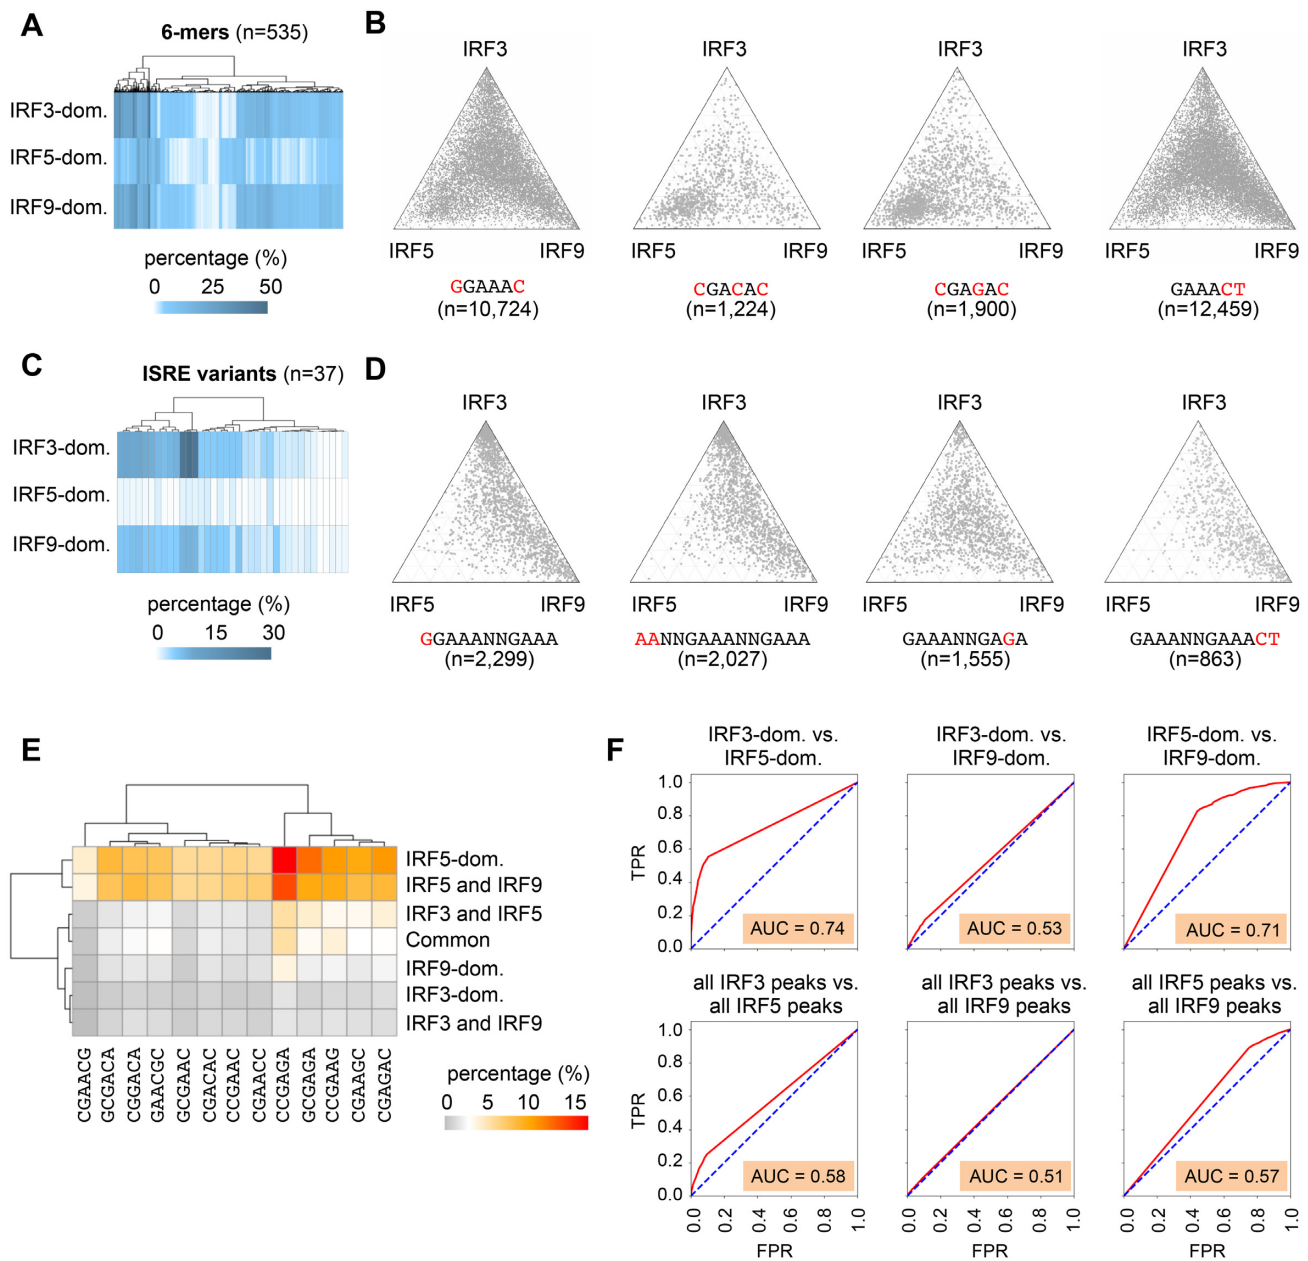 A
6-mers (n=535)
IRF3-dom.
IRF5-dom.
IRF9-dom.
percentage (%)
0 25 50
B
IRF3 IRF3 IRF3 IRF3
IRF5 IRF9 IRF5 IRF9 IRF5 IRF9 IRF5 IRF9
GGAAAC CGACAC CGAGAC GAAACT
(n=10,724) (n=1,224) (n=1,900) (n=12,459)
C
ISRE variants (n=37)
IRF3-dom.
IRF5-dom.
IRF9-dom.
percentage (%)
0 15 30
D
IRF3 IRF3 IRF3 IRF3
IRF5 IRF9 IRF5 IRF9 IRF5 IRF9 IRF5 IRF9
GGAAANNGAAA AANNGAAANNGAAA GAAANNGAGA GAAANNGAAACT
(n=2,299) (n=2,027) (n=1,555) (n=863)
E
IRF5-dom.
IRF5 and IRF9
IRF3 and IRF5
Common
IRF9-dom.
IRF3-dom.
IRF3 and IRF9
CGAACG
GCGACA
CGGACA
GAACGC
GCGAAC
CGACAC
CCGAAC
CGAACC
CCGAGA
GCGAGA
CCGAAG
CGAAGC
CGAGAC
percentage (%)
0 5 10 15
F
IRF3-dom. vs.
IRF5-dom.
IRF3-dom. vs.
IRF9-dom.
IRF5-dom. vs.
IRF9-dom.
TPR
1.0
0.8
0.6
0.4
0.2
0.0
AUC = 0.74
AUC = 0.53
AUC = 0.71
all IRF3 peaks vs.
all IRF5 peaks
all IRF3 peaks vs.
all IRF9 peaks
all IRF5 peaks vs.
all IRF9 peaks
TPR
1.0
0.8
0.6
0.4
0.2
0.0
AUC = 0.58
AUC = 0.51
AUC = 0.57
0.0 0.2 0.4 0.6 0.8 1.0
0.0 0.2 0.4 0.6 0.8 1.0
0.0 0.2 0.4 0.6 0.8 1.0
FPR FPR FPR